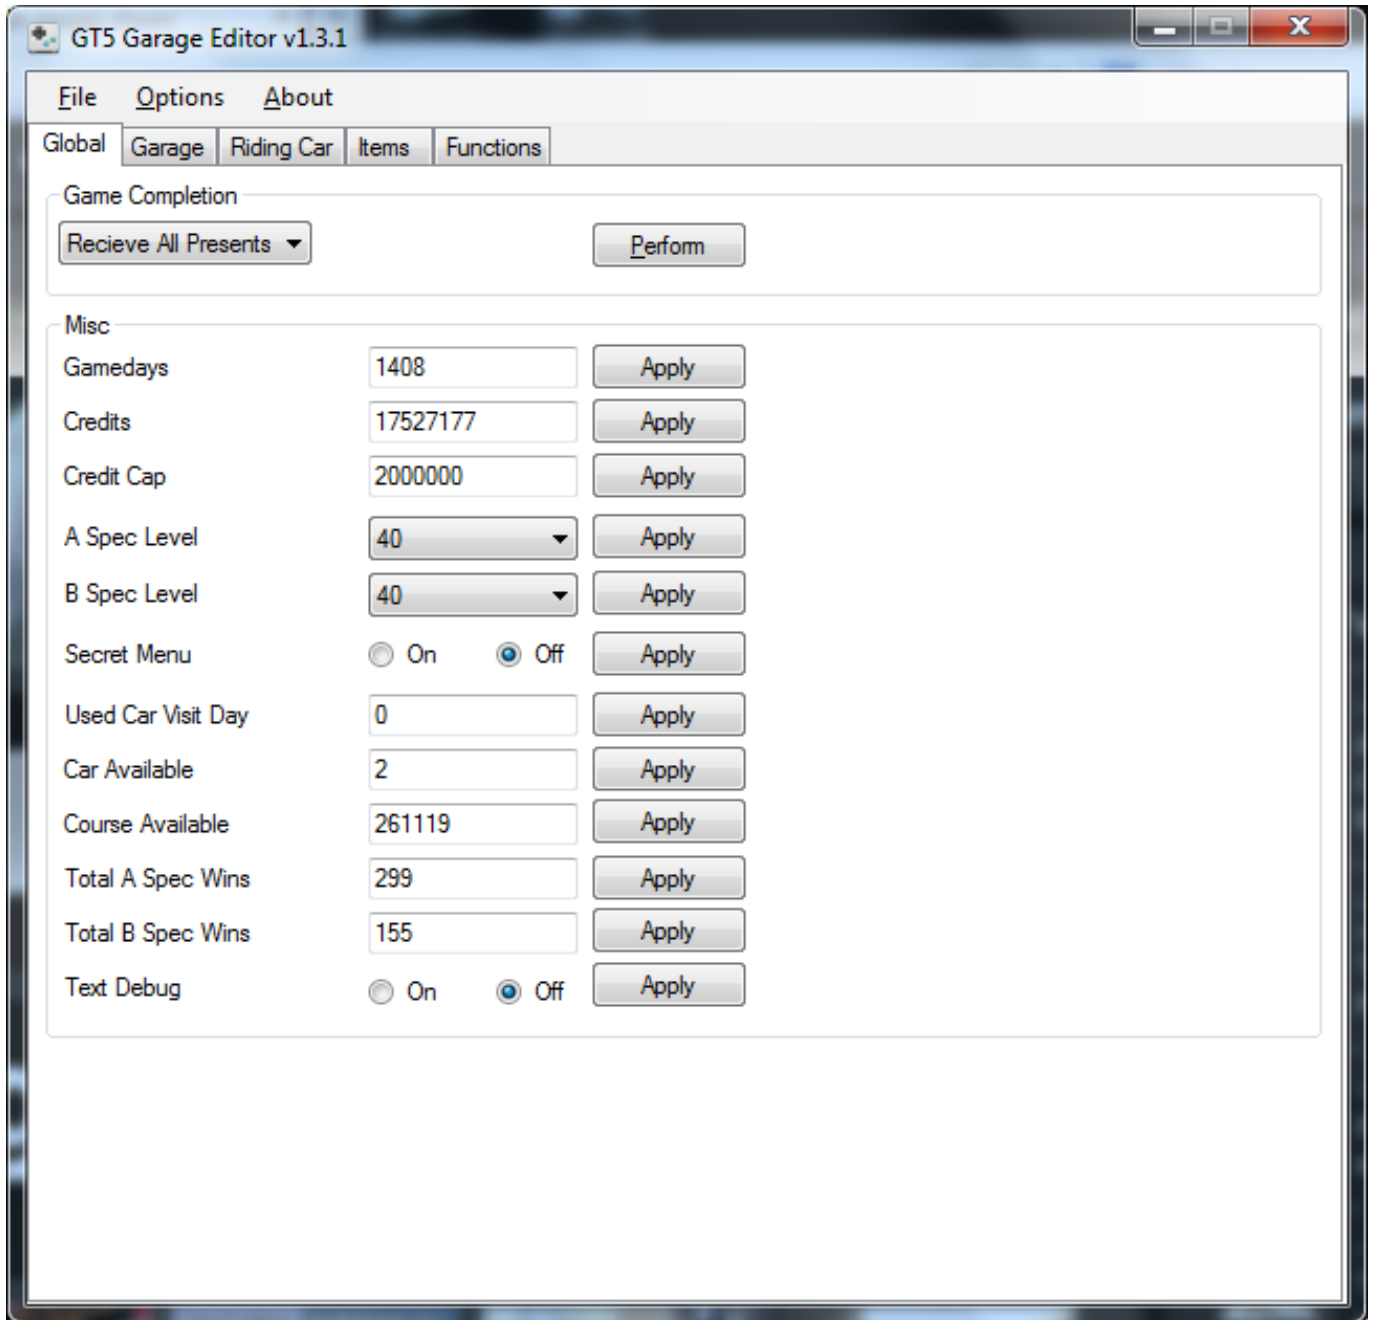 GT5 Garage Editor v1.3.1
File Options About
Global Garage Riding Car Items Functions
Game Completion
Recieve All Presents Perform
Misc
Gamedays 1408 Apply
Credits 17527177 Apply
Credit Cap 2000000 Apply
A Spec Level 40 Apply
B Spec Level 40 Apply
Secret Menu On Off Apply
Used Car Visit Day 0 Apply
Car Available 2 Apply
Course Available 261119 Apply
Total A Spec Wins 299 Apply
Total B Spec Wins 155 Apply
Text Debug On Off Apply